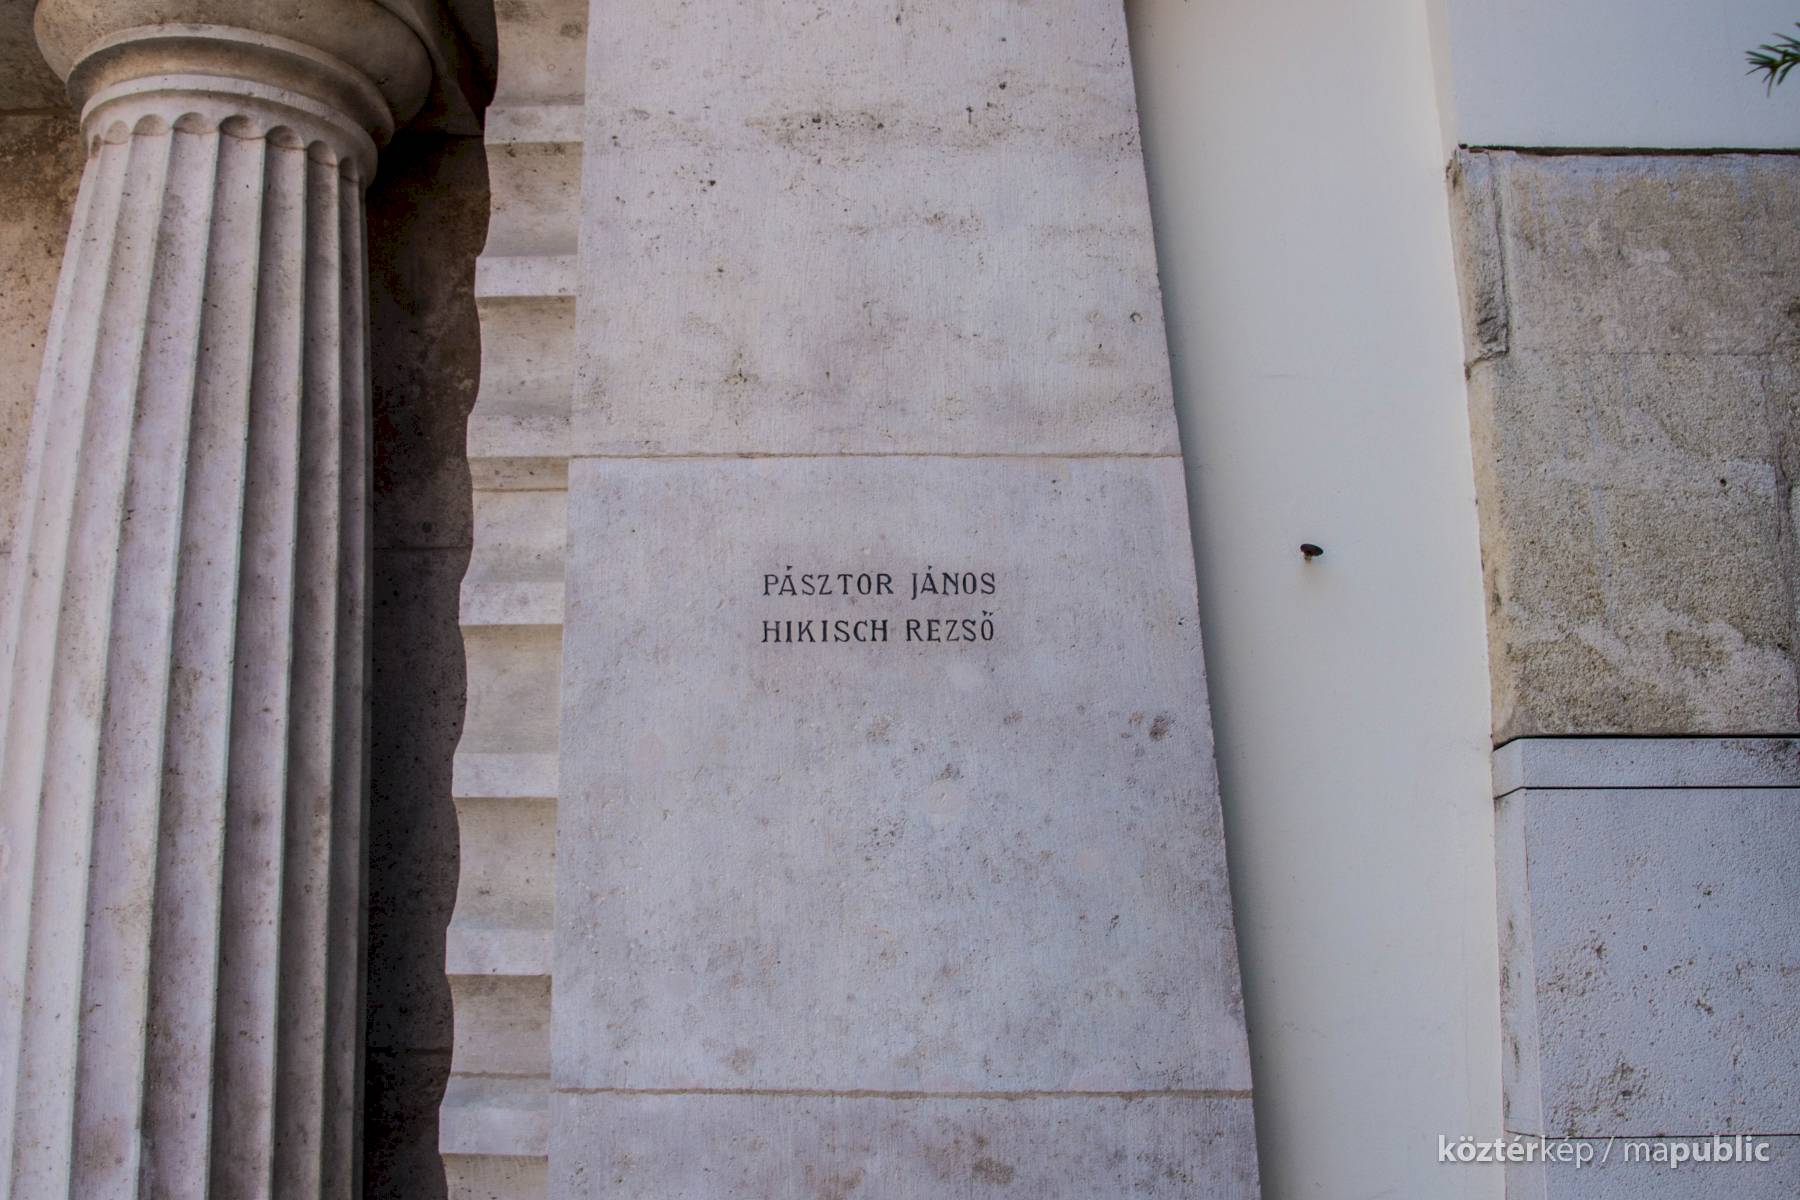 PÁSZTOR JÁNOS
HIKISCH REZSŐ
köztérkép / mapublic